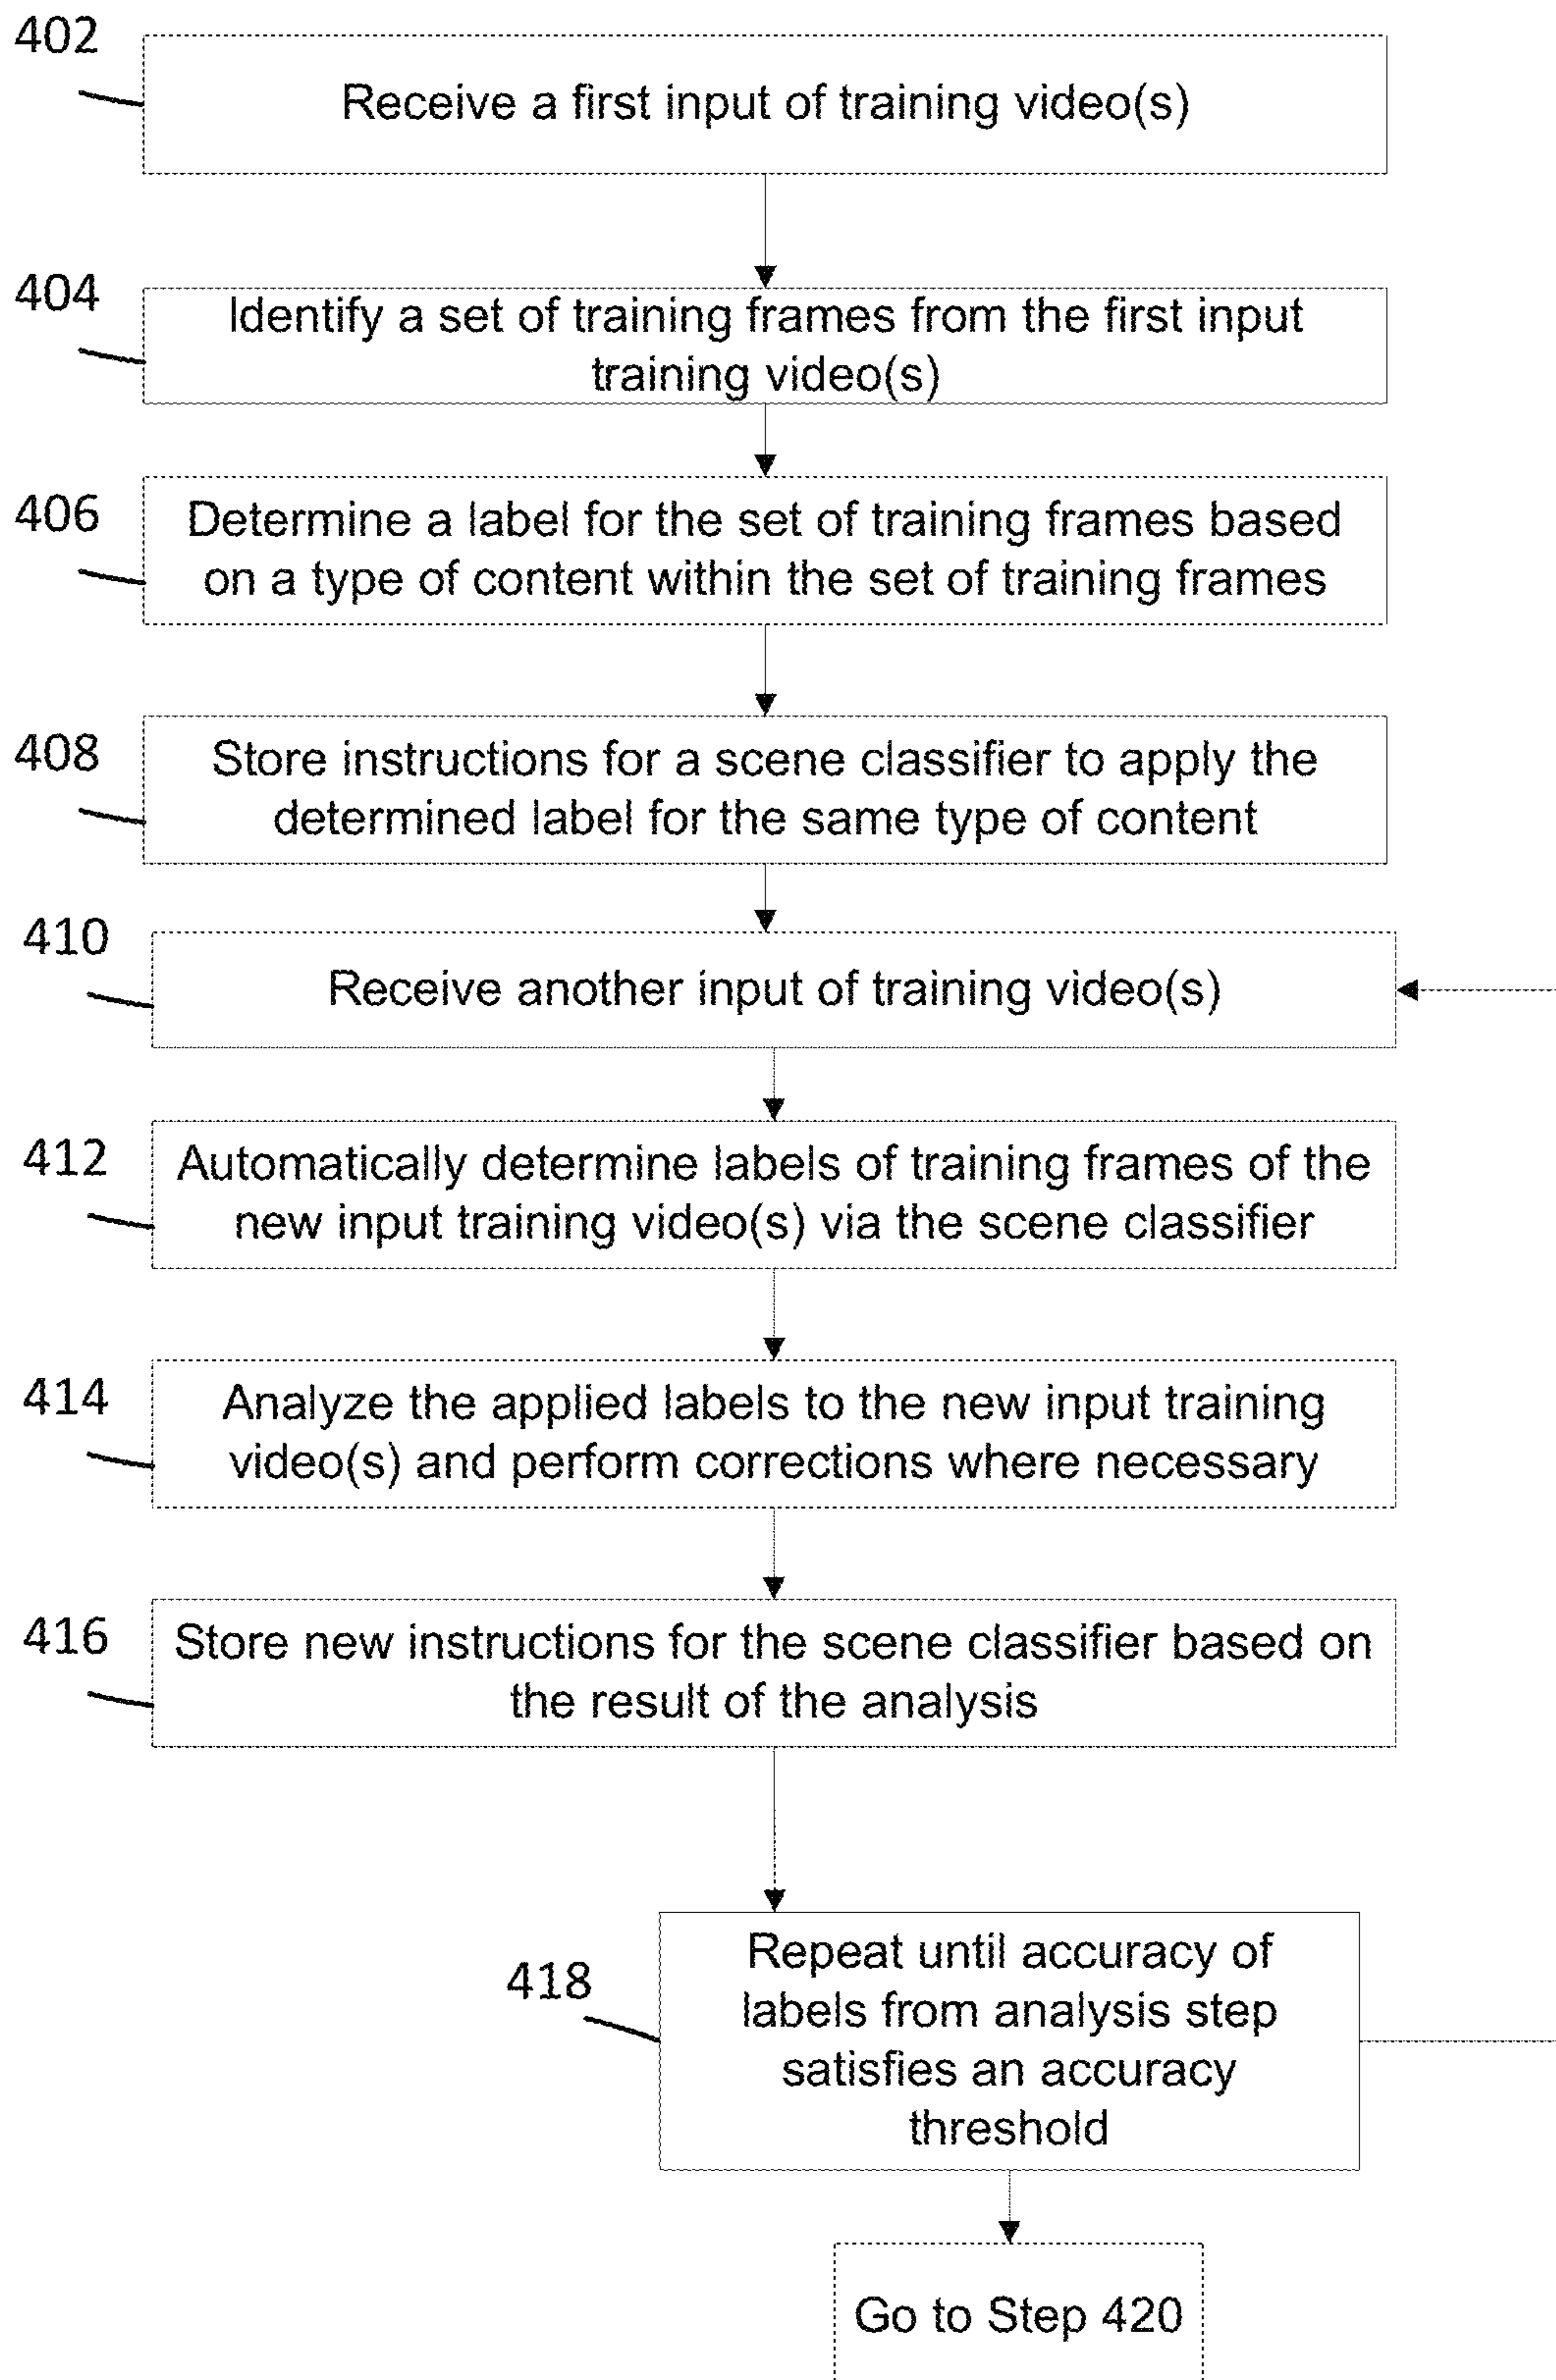 402
Receive a first input of training video(s)
404
Identify a set of training frames from the first input
training video(s)
406
Determine a label for the set of training frames based
on a type of content within the set of training frames
408
Store instructions for a scene classifier to apply the
determined label for the same type of content
410
Receive another input of training video(s)
412
Automatically determine labels of training frames of the
new input training video(s) via the scene classifier
414
Analyze the applied labels to the new input training
video(s) and perform corrections where necessary
416
Store new instructions for the scene classifier based on
the result of the analysis
418
Repeat until accuracy of
labels from analysis step
satisfies an accuracy
threshold
Go to Step 420